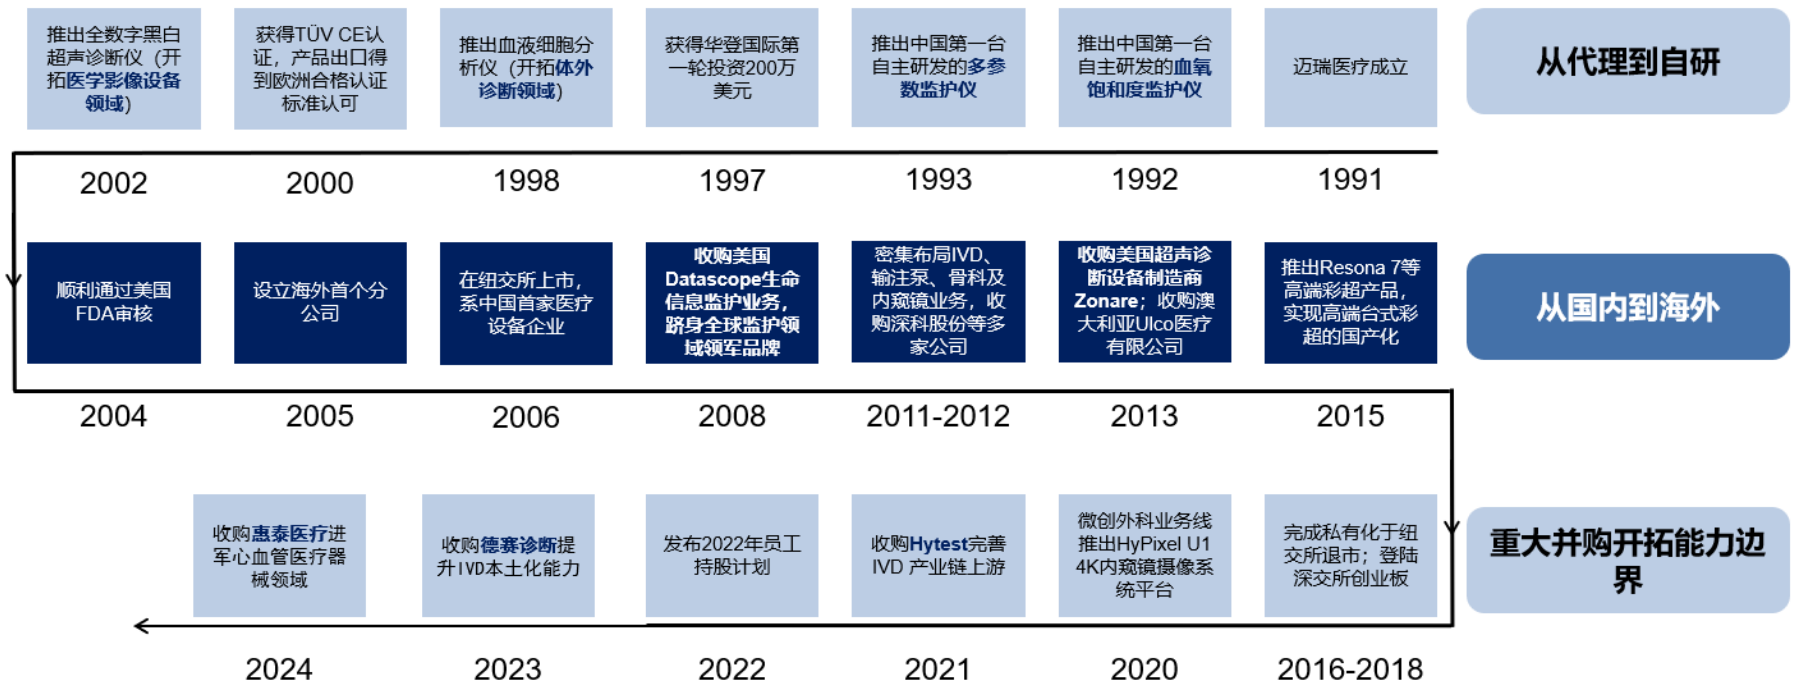 推出全数字黑白
超声诊断仪（开
拓医学影像设备
领域）
获得TÜV CE认
证，产品出口得
到欧洲合格认证
标准认可
推出血液细胞分
析仪（开拓体外
诊断领域）
获得华登国际第
一轮投资200万
美元
推出中国第一台
自主研发的多参
数监护仪
推出中国第一台
自主研发的血氧
饱和度监护仪
迈瑞医疗成立
从代理到自研
2002
2000
1998
1997
1993
1992
1991
顺利通过美国
FDA审核
设立海外首个分
公司
在纽交所上市，
系中国首家医疗
设备企业
收购美国
Datascope生命
信息监护业务，
跻身全球监护领
域领军品牌
密集布局IVD、
输注泵、骨科及
内窥镜业务，收
购深科股份等多
家公司
收购美国超声诊
断设备制造商
Zonare；收购澳
大利亚Ulco医疗
有限公司
推出Resona 7等
高端彩超产品，
实现高端台式彩
超的国产化
从国内到海外
2004
2005
2006
2008
2011-2012
2013
2015
收购惠泰医疗进
军心血管医疗器
械领域
收购德赛诊断提
升IVD本土化能力
发布2022年员工
持股计划
收购Hytest完善
IVD 产业链上游
微创外科业务线
推出HyPixel U1
4K内窥镜摄像系
统平台
完成私有化于纽
交所退市；登陆
深交所创业板
重大并购开拓能力边
界
2024
2023
2022
2021
2020
2016-2018